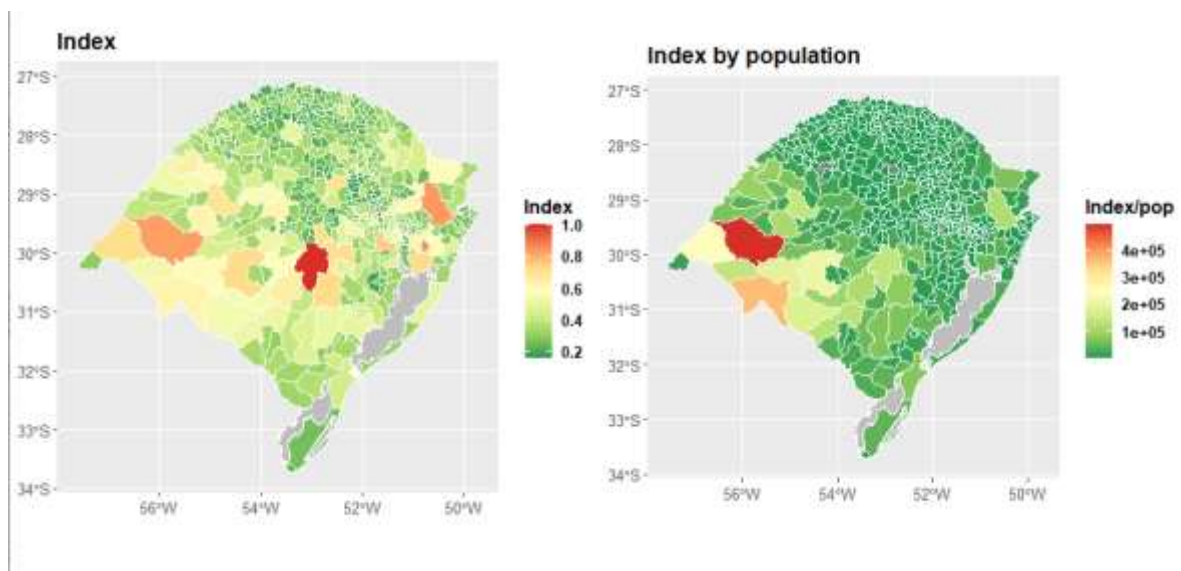 Index
27°S
28°S
29°S
30°S
31°S
32°S
33°S
34°S
56°W
54°W
52°W
50°W
Index
1.0
0.8
0.6
0.4
0.2
Index by population
27°S
28°S
29°S
30°S
31°S
32°S
33°S
34°S
56°W
54°W
52°W
50°W
Index/pop
4e+05
3e+05
2e+05
1e+05